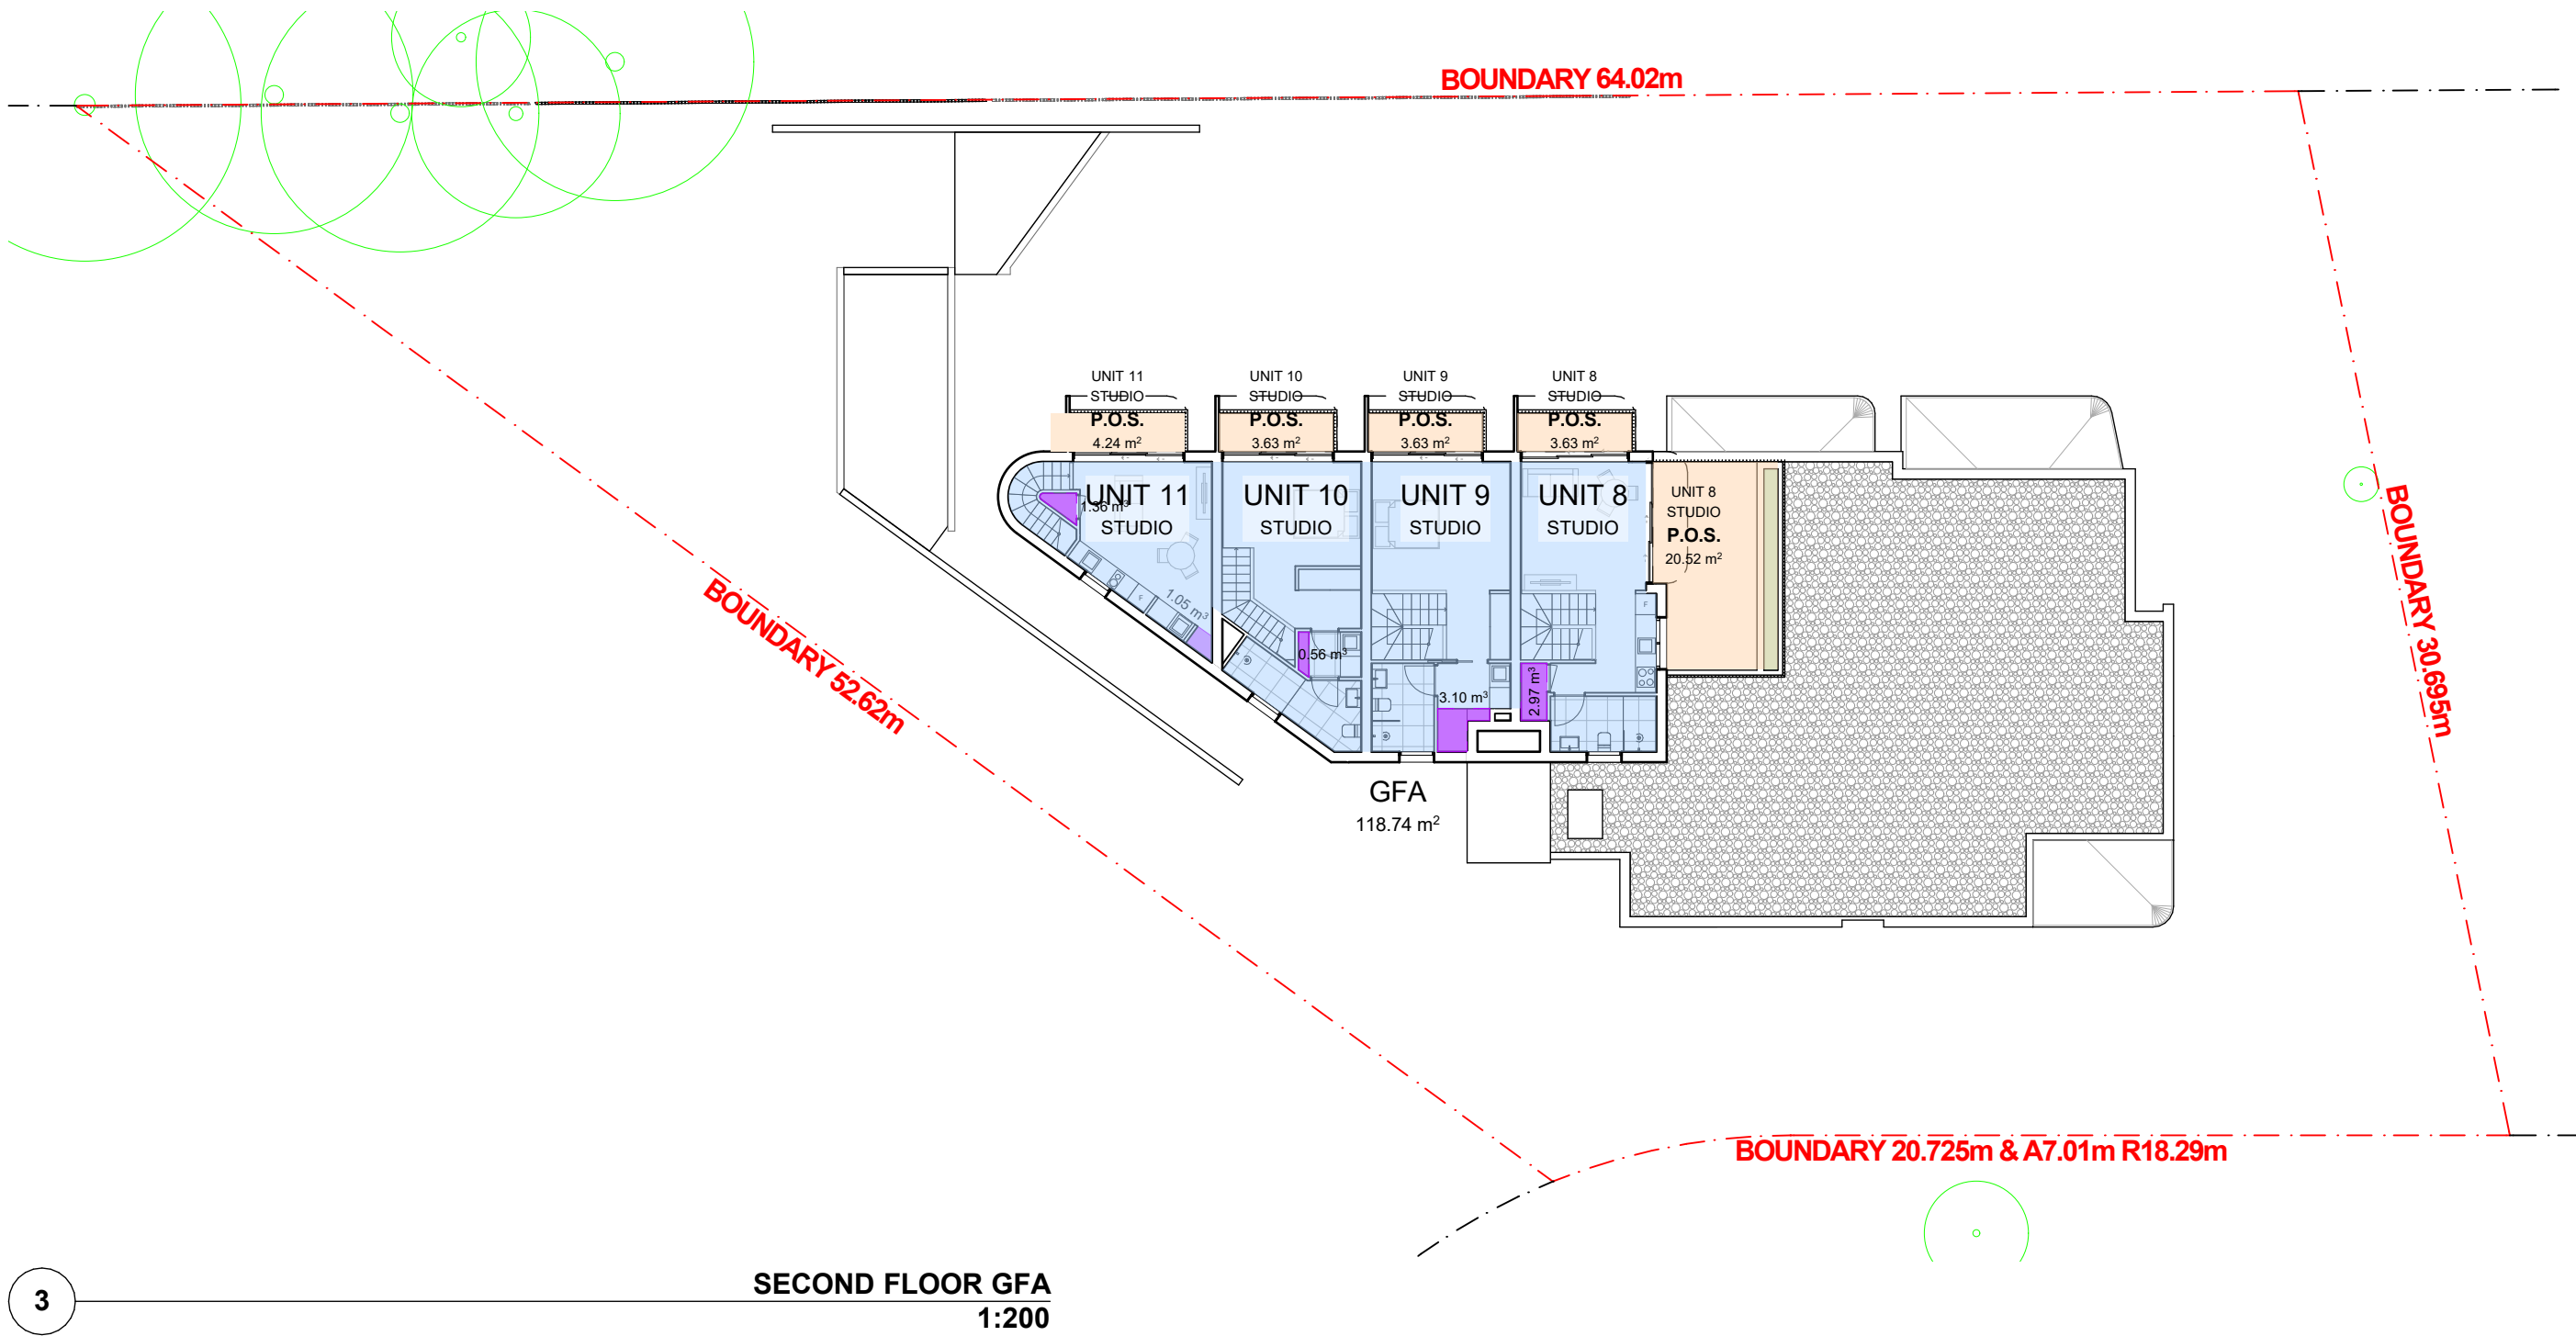 BOUNDARY 64.02m
UNIT 11
STUDIO
P.O.S.
4.24 m²
UNIT 10
STUDIO
P.O.S.
3.63 m²
UNIT 9
STUDIO
P.O.S.
3.63 m²
UNIT 8
STUDIO
P.O.S.
3.63 m²
UNIT 11
STUDIO
1.36 m³
UNIT 10
STUDIO
UNIT 9
STUDIO
UNIT 8
STUDIO
UNIT 8
STUDIO
P.O.S.
20.52 m²
F
1.05 m³
0.56 m³
3.10 m³
2.97 m³
F
BOUNDARY 30.695m
BOUNDARY 52.62m
GFA
118.74 m²
BOUNDARY 20.725m & A7.01m R18.29m
3
SECOND FLOOR GFA
1:200